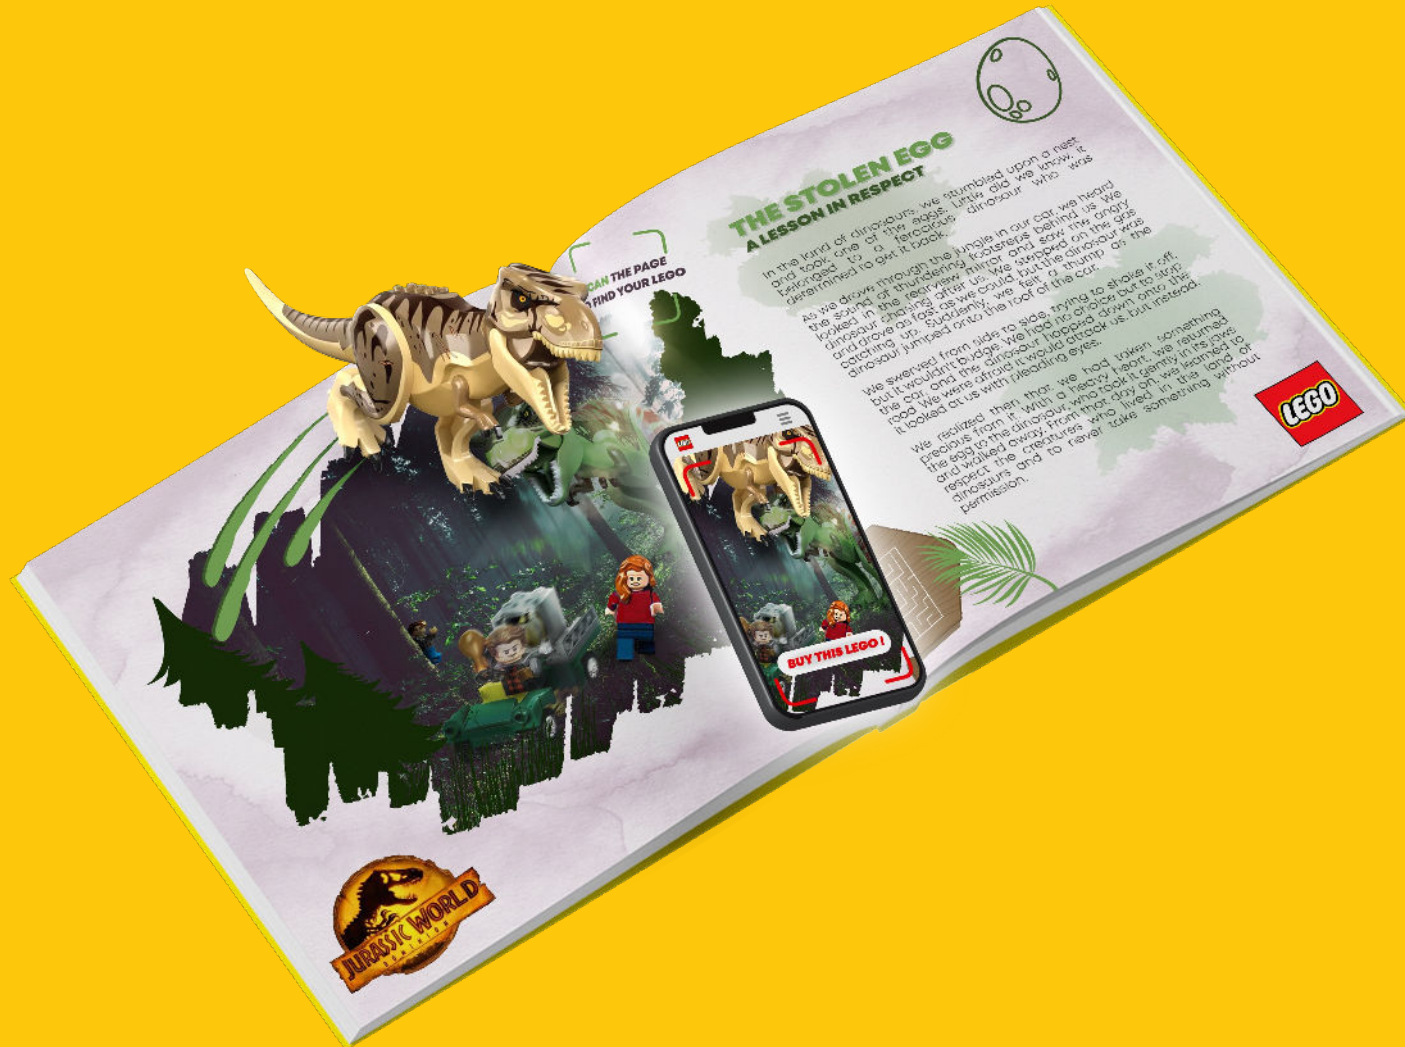 CAN THE PAGE
FIND YOUR LEGO
JURASSIC WORLD
DOMINION
THE STOLEN EGG
A LESSON IN RESPECT
In the land of dinosaurs, we stumbled upon a nest
and took one of the eggs. Little did we know, it
belonged to a ferocious dinosaur who was
determined to get it back.
As we drove through the jungle in our car, we heard
the sound of thundering footsteps behind us. We
looked in the rearview mirror and saw the angry
dinosaur chasing after us. We stepped on the gas
and drove as fast as we could, but the dinosaur was
catching up. Suddenly, we felt a thump as the
dinosaur jumped onto the roof of the car.
We swerved from side to side, trying to shake it off,
but it wouldn't budge. We had no choice but to stop
the car, and the dinosaur hopped down onto the
road. We were afraid it would attack us, but instead,
it looked at us with pleading eyes.
We realized then that we had taken something
precious from it. With a heavy heart, we returned
the egg to the dinosaur, who took it gently in its jaws
and walked away. From that day on, we learned to
respect the creatures who lived in the land of
dinosaurs and to never take something without
permission.
LEGO
LEGO
BUY THIS LEGO !